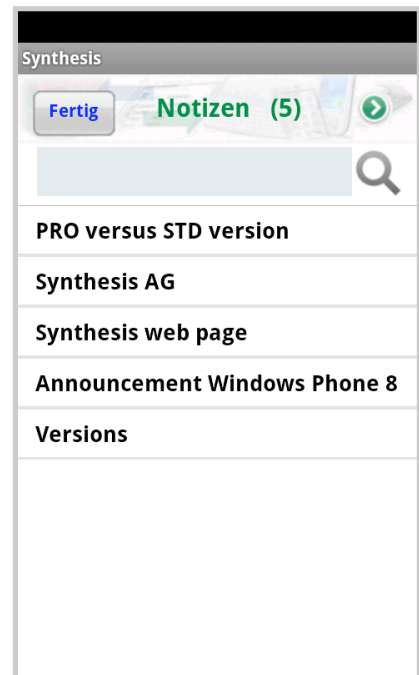 Synthesis
Fertig Notizen (5)
PRO versus STD version
Synthesis AG
Synthesis web page
Announcement Windows Phone 8
Versions